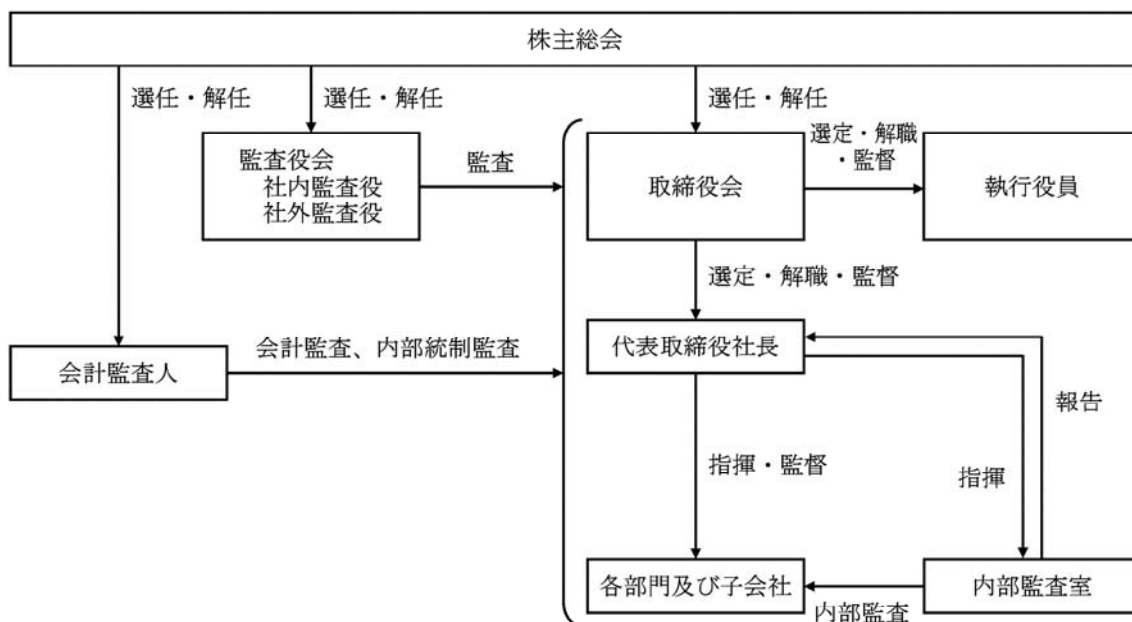 株主総会
選任・解任
選任・解任
選任・解任
監査役会
社内監査役
社外監査役
監査
取締役会
選定・解職
・監督
執行役員
選定・解職・監督
会計監査人
会計監査、内部統制監査
代表取締役社長
報告
指揮・監督
指揮
各部門及び子会社
内部監査
内部監査室